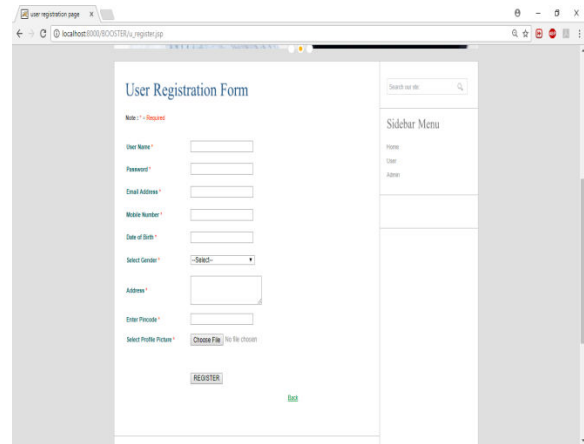 user registration page
localhost:8000/BOOSTER/u_register.jsp
User Registration Form
Note : * - Required
User Name *
Password *
Email Address *
Mobile Number *
Date of Birth *
Select Gender *
--Select--
Address *
Enter Pincode *
Select Profile Picture *
Choose File No file chosen
REGISTER
Back
Search our site
Sidebar Menu
Home
User
Admin